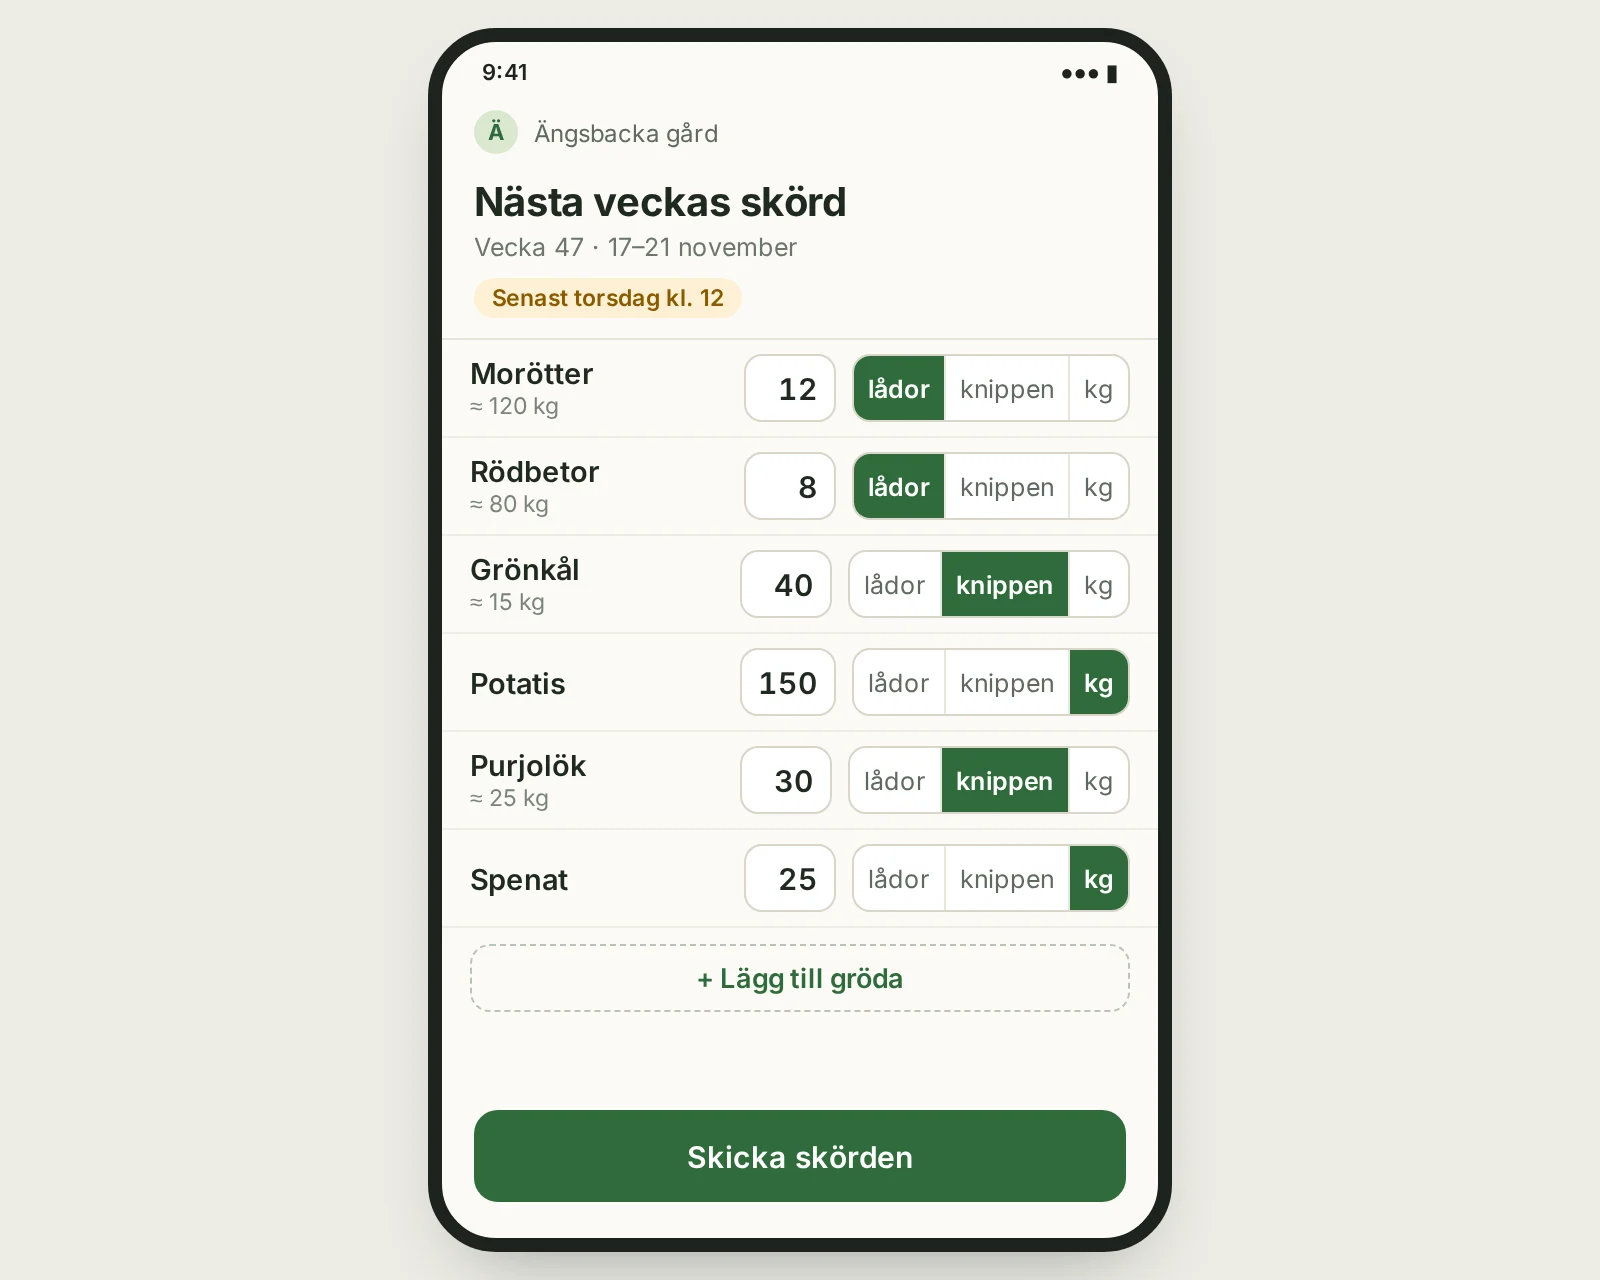 9:41
Ä Ängsbacka gård
Nästa veckas skörd
Vecka 47 · 17–21 november
Senast torsdag kl. 12
Morötter
≈ 120 kg
12 lådor knippen kg
Rödbetor
≈ 80 kg
8 lådor knippen kg
Grönkål
≈ 15 kg
40 lådor knippen kg
Potatis 150 lådor knippen kg
Purjolök
≈ 25 kg
30 lådor knippen kg
Spenat 25 lådor knippen kg
+ Lägg till gröda
Skicka skörden